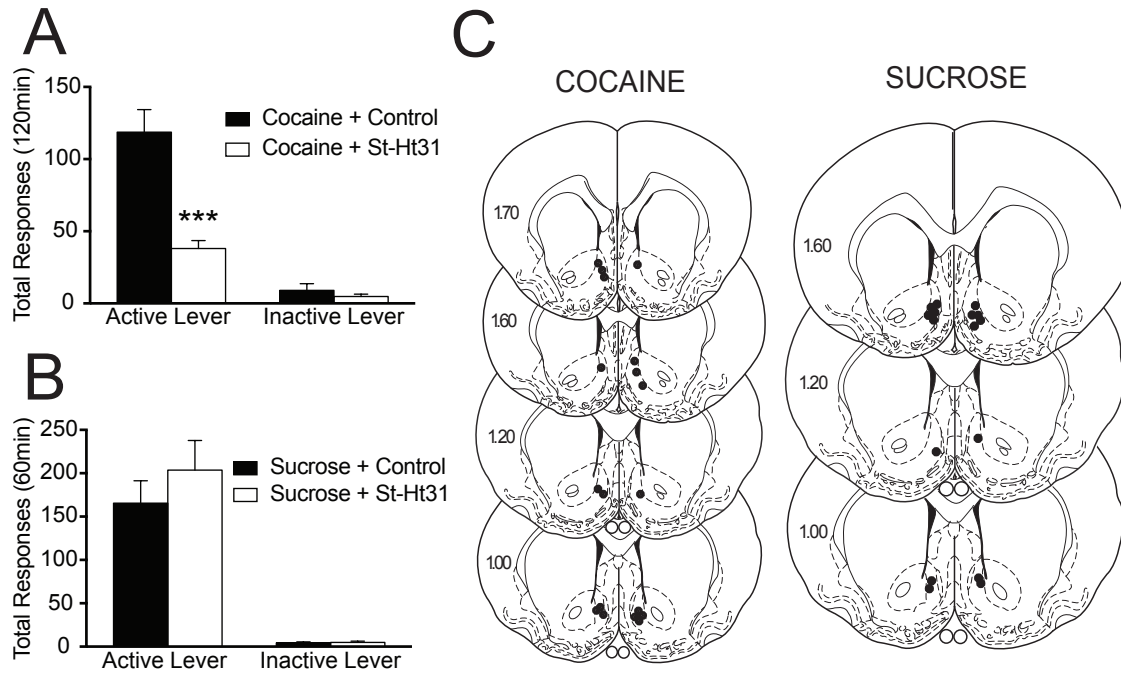 A
Total Responses (120min)
150
100
50
0
Cocaine + Control
Cocaine + St-Ht31
***
Active Lever
Inactive Lever
B
Total Responses (60min)
250
200
150
100
50
0
Sucrose + Control
Sucrose + St-Ht31
Active Lever
Inactive Lever
C
COCAINE
1.70
1.60
1.20
1.00
SUCROSE
1.60
1.20
1.00